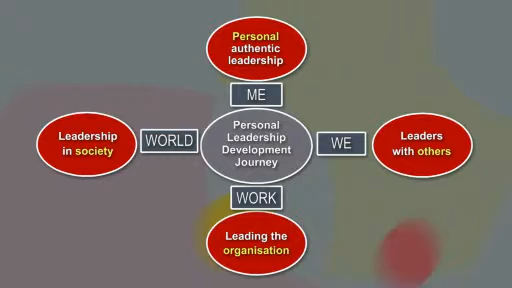 Personal
authentic
leadership
ME
Leadership
in society
WORLD
Personal
Leadership
Development
Journey
WE
Leaders
with others
WORK
Leading the
organisation